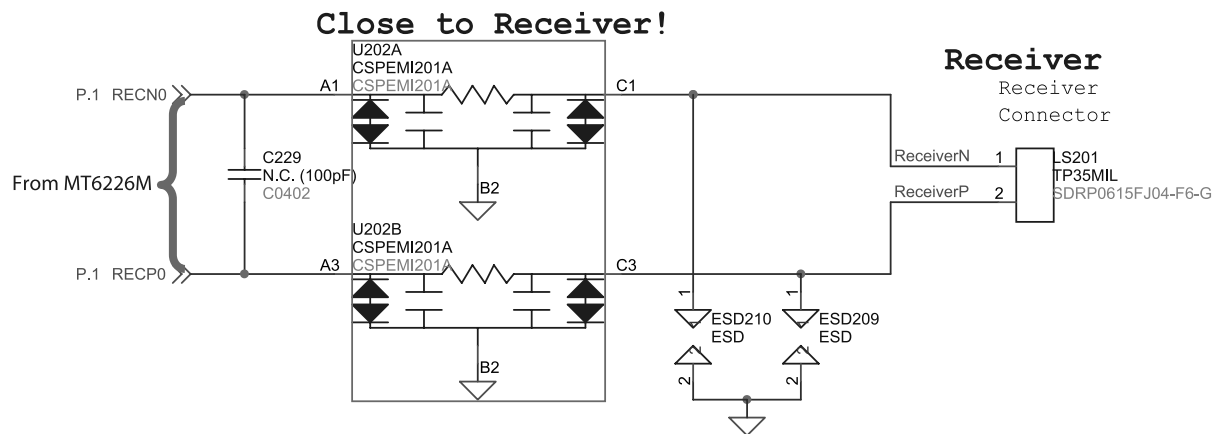 Close to Receiver!
U202A
CSPEMI201A
CSPEMI201A
Receiver
Receiver
Connector
P.1 RECN0
A1
C1
C229
N.C. (100pF)
C0402
From MT6226M
B2
ReceiverN
1
LS201
TP35MIL
ReceiverP
2
SDRP0615FJ04-F6-G
U202B
CSPEMI201A
CSPEMI201A
P.1 RECP0
A3
C3
1
1
ESD210
ESD
ESD209
ESD
B2
2
2